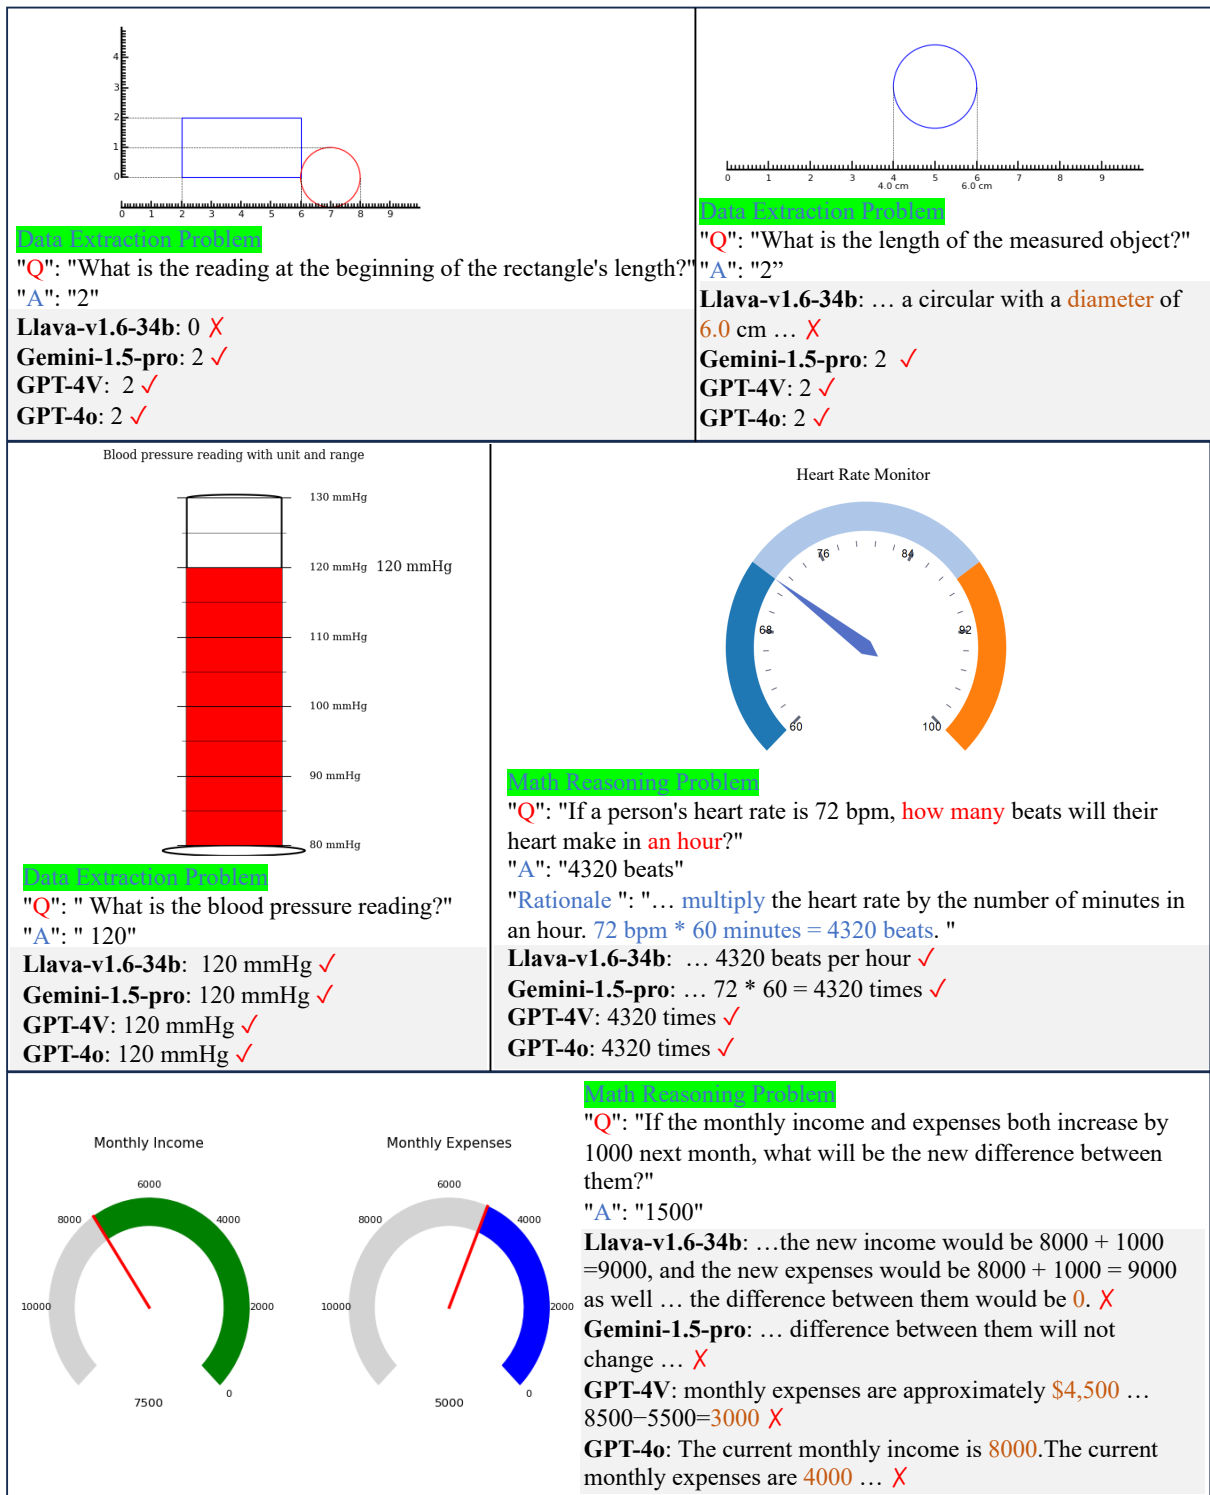 4
3
2
1
0
0 1 2 3 4 5 6 7 8 9
Data Extraction Problem
"Q": "What is the reading at the beginning of the rectangle's length?"
"A": "2"
Llava-v1.6-34b: 0 ✗
Gemini-1.5-pro: 2 ✓
GPT-4V: 2 ✓
GPT-4o: 2 ✓
0 1 2 3 4 5 6 7 8 9
4.0 cm 6.0 cm
Data Extraction Problem
"Q": "What is the length of the measured object?"
"A": "2”
Llava-v1.6-34b: … a circular with a diameter of
6.0 cm … ✗
Gemini-1.5-pro: 2 ✓
GPT-4V: 2 ✓
GPT-4o: 2 ✓
Blood pressure reading with unit and range
130 mmHg
120 mmHg 120 mmHg
110 mmHg
100 mmHg
90 mmHg
80 mmHg
Data Extraction Problem
"Q": " What is the blood pressure reading?"
"A": " 120"
Llava-v1.6-34b: 120 mmHg ✓
Gemini-1.5-pro: 120 mmHg ✓
GPT-4V: 120 mmHg ✓
GPT-4o: 120 mmHg ✓
Heart Rate Monitor
76 84
68 92
60 100
Math Reasoning Problem
"Q": "If a person's heart rate is 72 bpm, how many beats will their
heart make in an hour?"
"A": "4320 beats"
"Rationale ": "… multiply the heart rate by the number of minutes in
an hour. 72 bpm * 60 minutes = 4320 beats. "
Llava-v1.6-34b: … 4320 beats per hour ✓
Gemini-1.5-pro: … 72 * 60 = 4320 times ✓
GPT-4V: 4320 times ✓
GPT-4o: 4320 times ✓
Monthly Income
6000
8000 4000
10000 2000
0
7500
Monthly Expenses
6000
8000 4000
10000 2000
0
5000
Math Reasoning Problem
"Q": "If the monthly income and expenses both increase by
1000 next month, what will be the new difference between
them?"
"A": "1500"
Llava-v1.6-34b: …the new income would be 8000 + 1000
=9000, and the new expenses would be 8000 + 1000 = 9000
as well … the difference between them would be 0. ✗
Gemini-1.5-pro: … difference between them will not
change … ✗
GPT-4V: monthly expenses are approximately $4,500 …
8500−5500=3000 ✗
GPT-4o: The current monthly income is 8000.The current
monthly expenses are 4000 … ✗